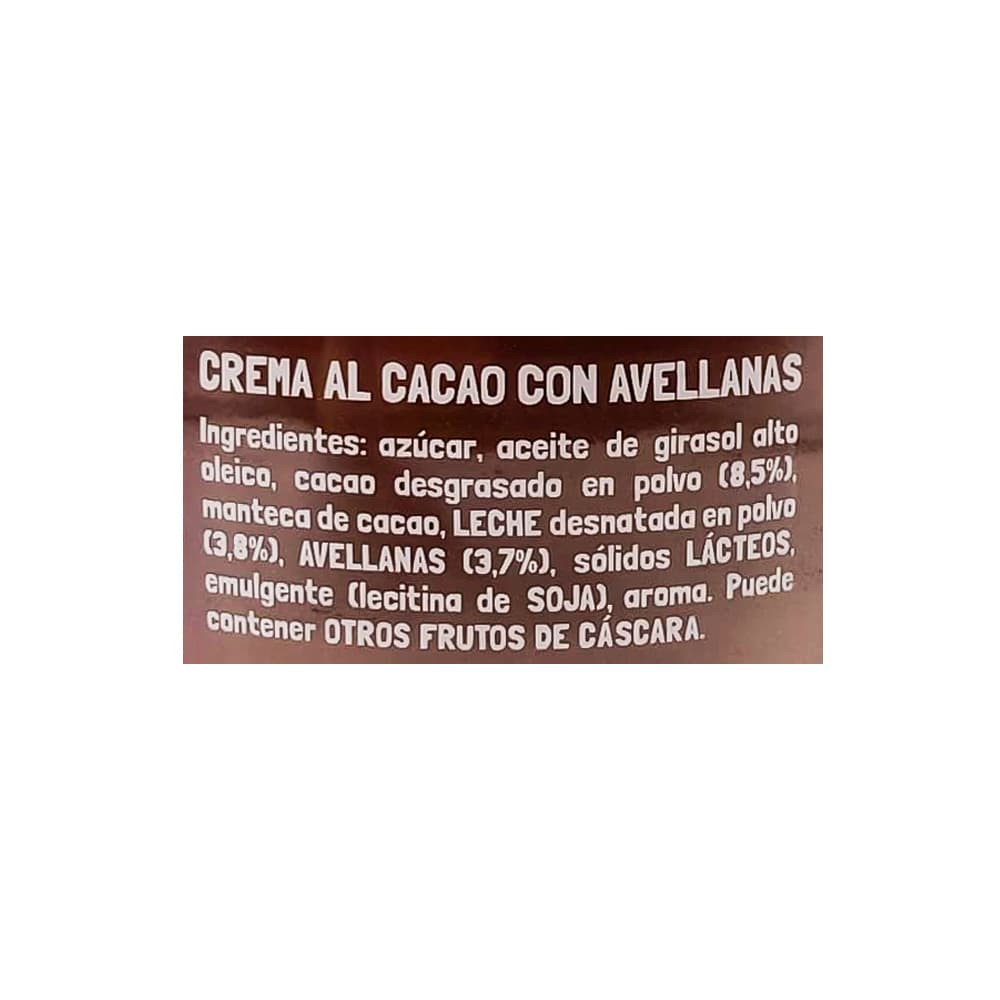 CREMA AL CACAO CON AVELLANAS
Ingredientes: azúcar, aceite de girasol alto
oleico, cacao desgrasado en polvo (8,5%),
manteca de cacao, LECHE desnatada en polvo
(3,8%), AVELLANAS (3,7%), sólidos LÁCTEOS,
emulgente (lecitina de SOJA), aroma. Puede
contener OTROS FRUTOS DE CÁSCARA.